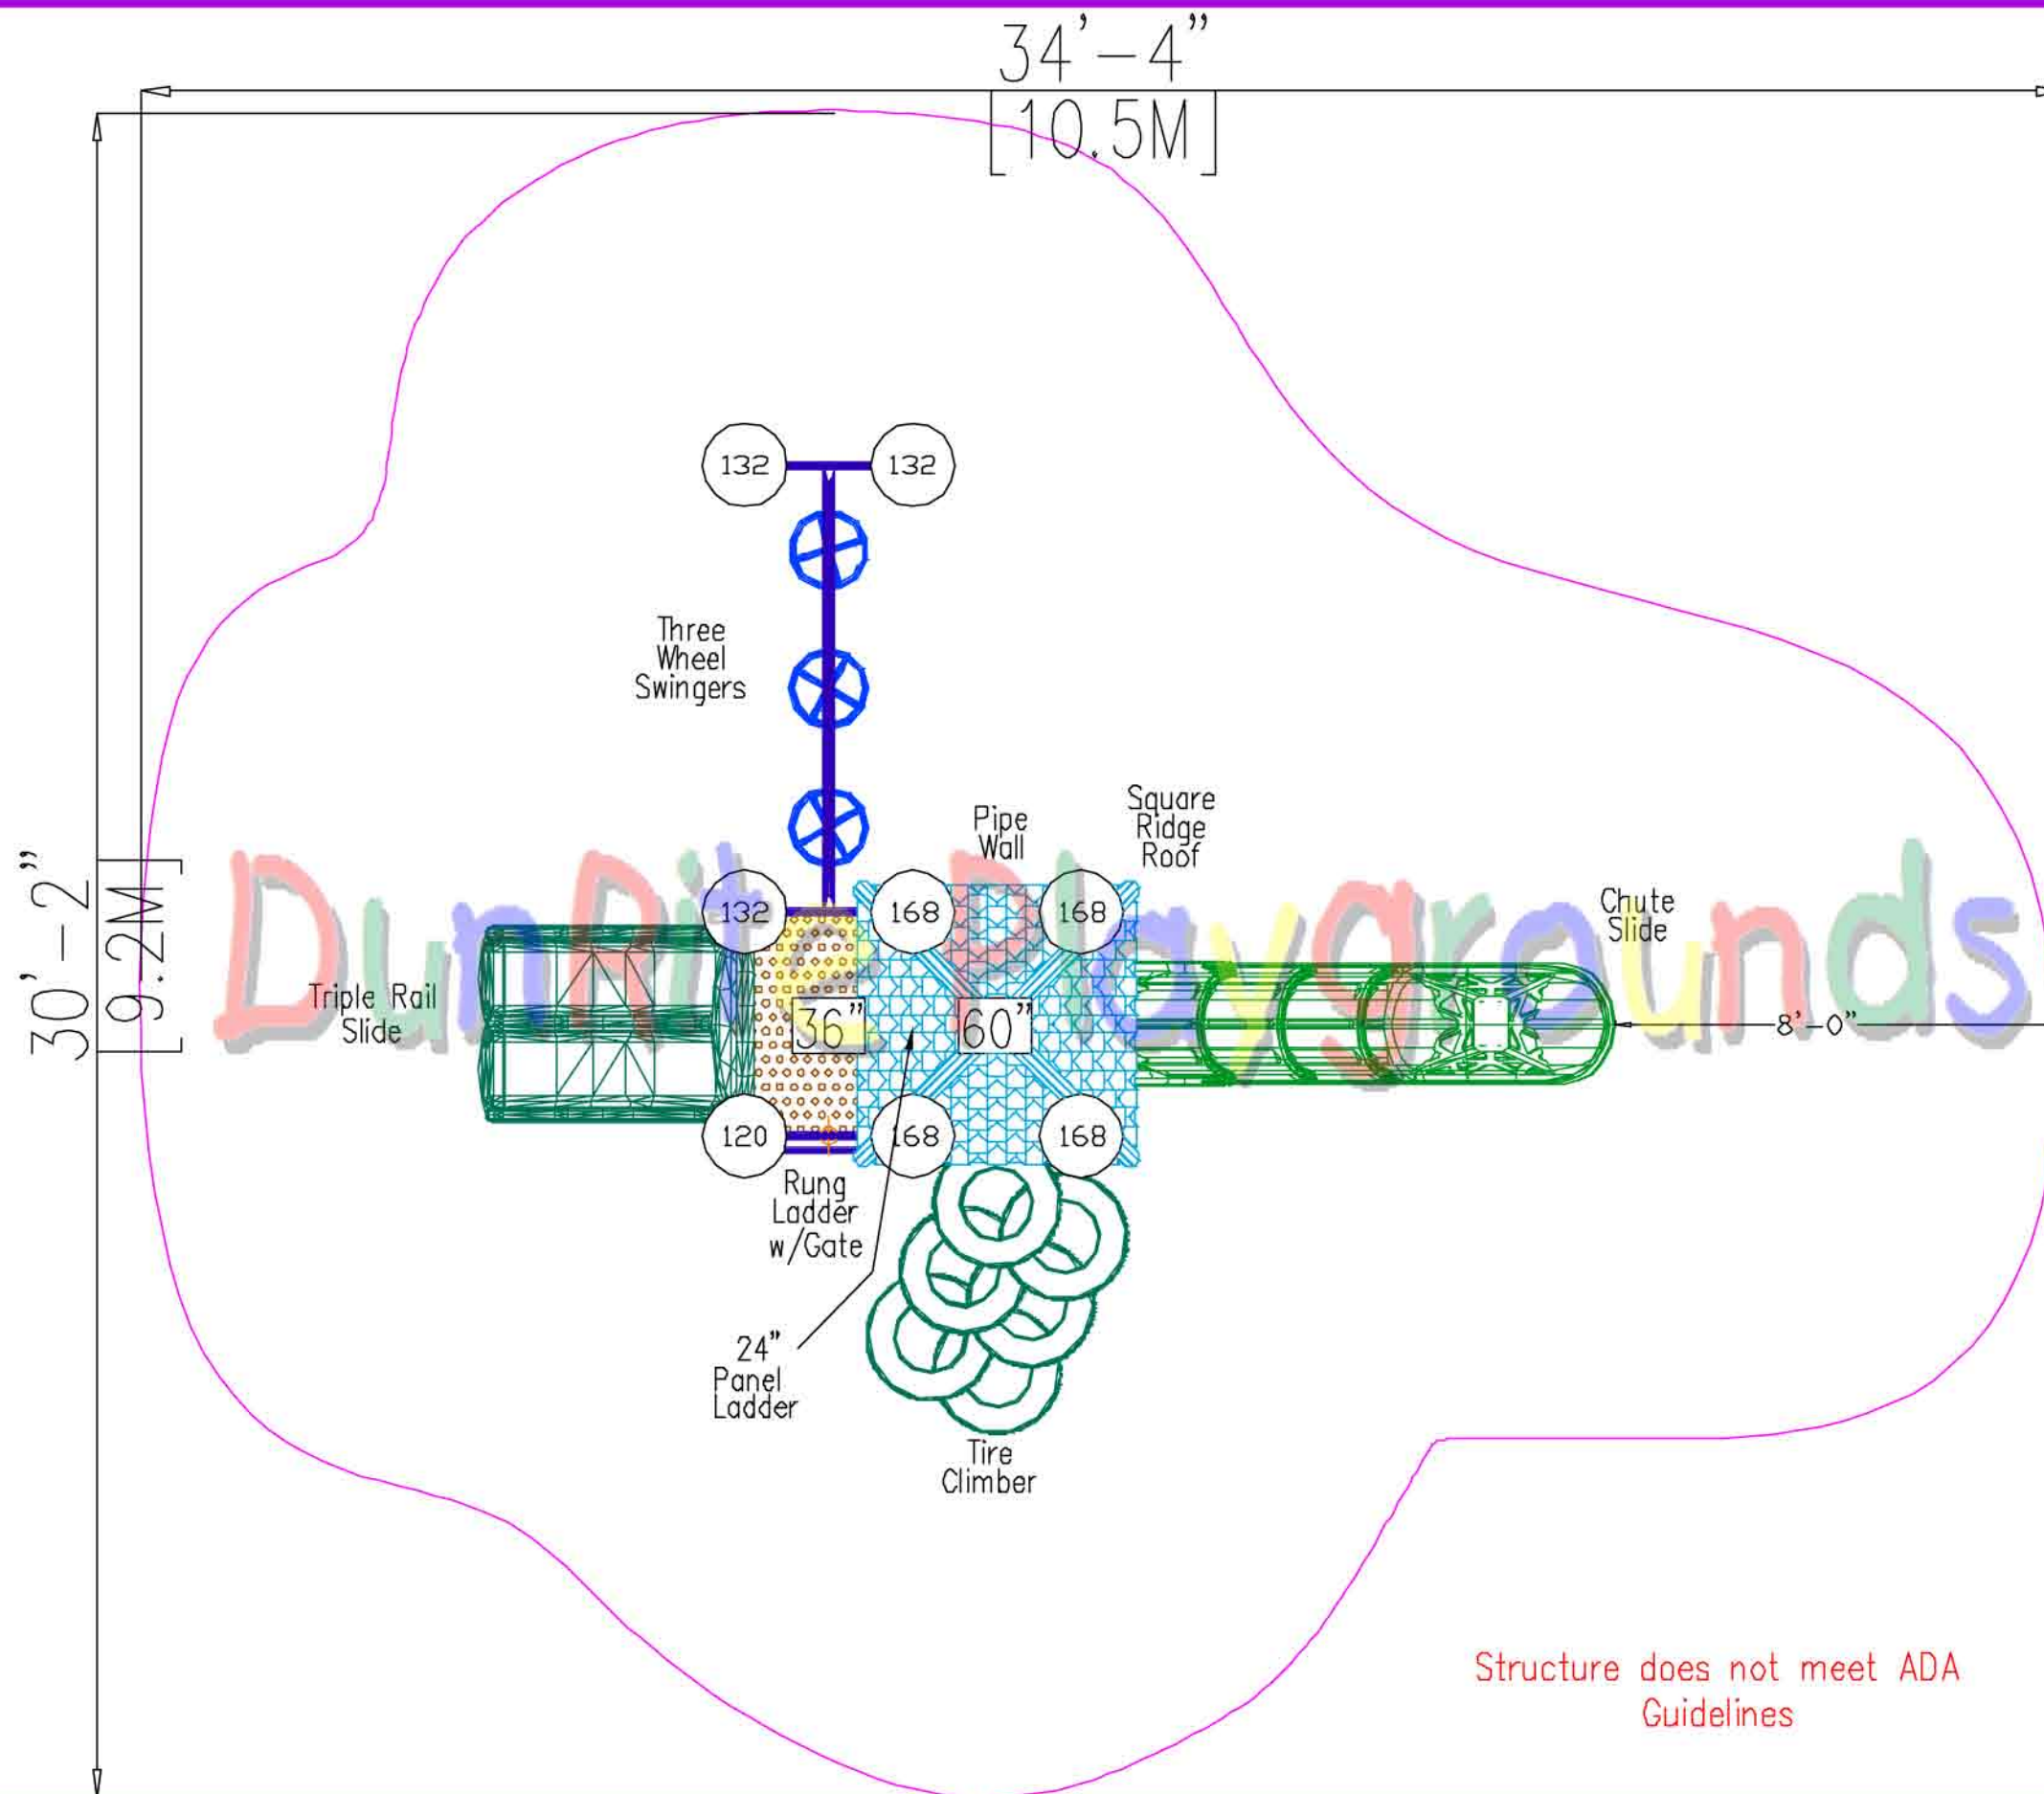 34'-4"
[10.5M]
30'-2"
[9.2M]
132
132
Three
Wheel
Swingers
Pipe
Wall
Square
Ridge
Roof
Chute
Slide
132
168
168
DunRite Playgrounds
Triple Rail
Slide
36"
60"
8'-0"
120
168
168
Rung
Ladder
w/Gate
24"
Panel
Ladder
Tire
Climber
Structure does not meet ADA
Guidelines